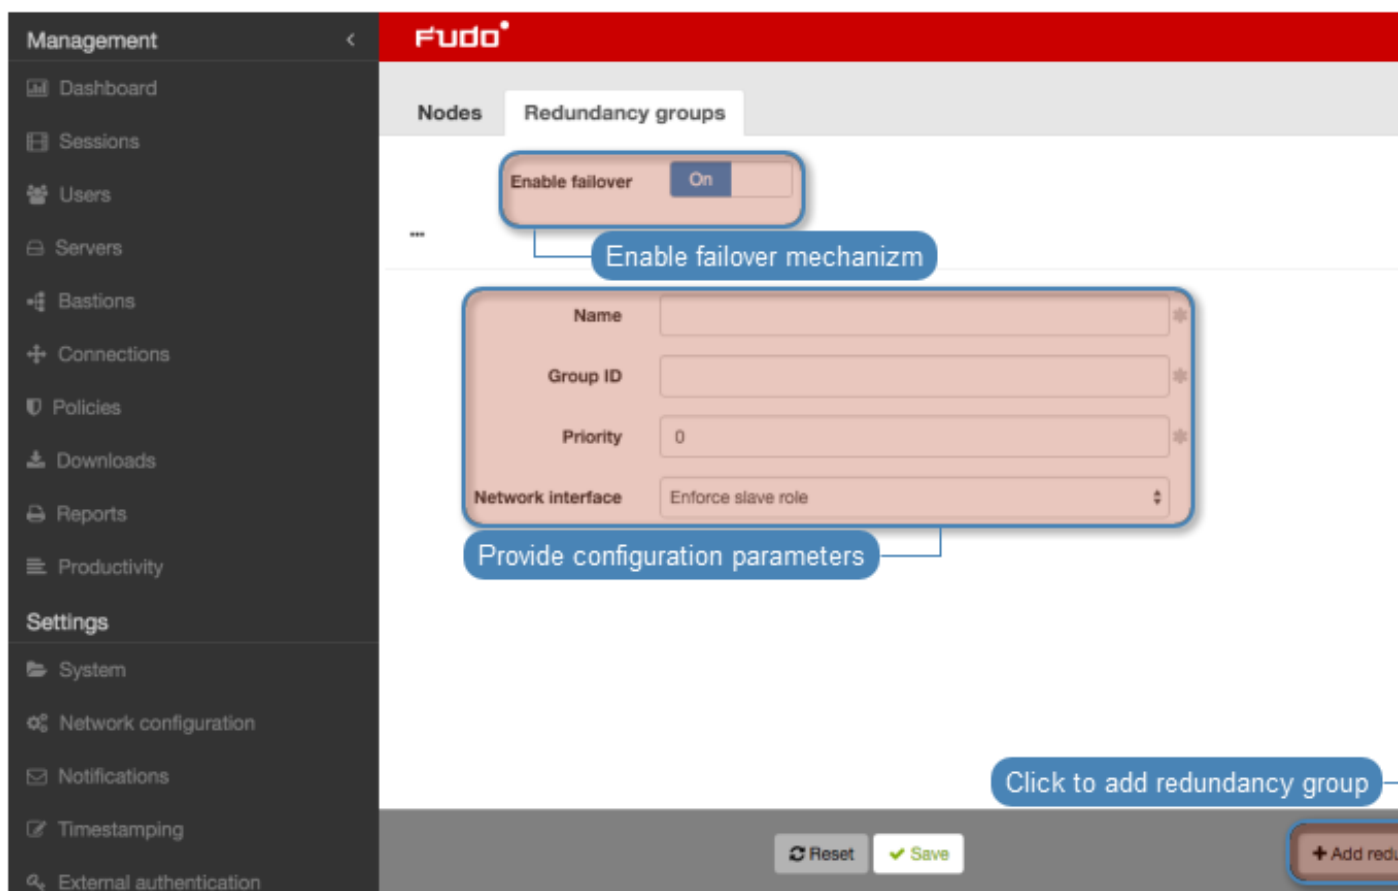 Management
Dashboard
Sessions
Users
Servers
Bastions
Connections
Policies
Downloads
Reports
Productivity
Settings
System
Network configuration
Notifications
Timestamping
External authentication
FUDO
Nodes
Redundancy groups
Enable failover
On
Enable failover mechanizm
Name
Group ID
Priority
0
Network interface
Enforce slave role
Provide configuration parameters
Click to add redundancy group
Reset
Save
+ Add redu